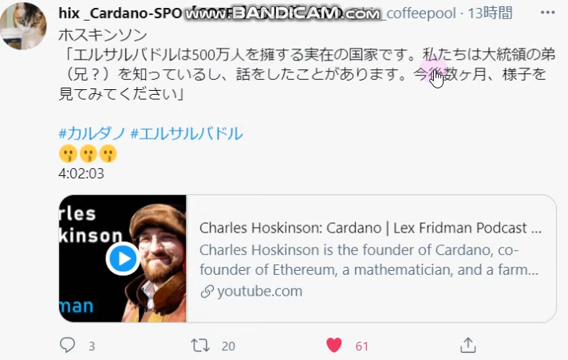 hix _Cardano-SPO
WWW.BANDICAM.COM
_coffeepool · 13時間
ホスキンソン
「エルサルバドルは500万人を擁する実在の国家です。私たちは大統領の弟
（兄？）を知っているし、話をしたことがあります。今後数ヶ月、様子を
見てみてください」
#カルダノ #エルサルバドル
😗😗😗
4:02:03
arles
skinson
man
Charles Hoskinson: Cardano | Lex Fridman Podcast ...
Charles Hoskinson is the founder of Cardano, co-
founder of Ethereum, a mathematician, and a farm...
youtube.com
3 20 61